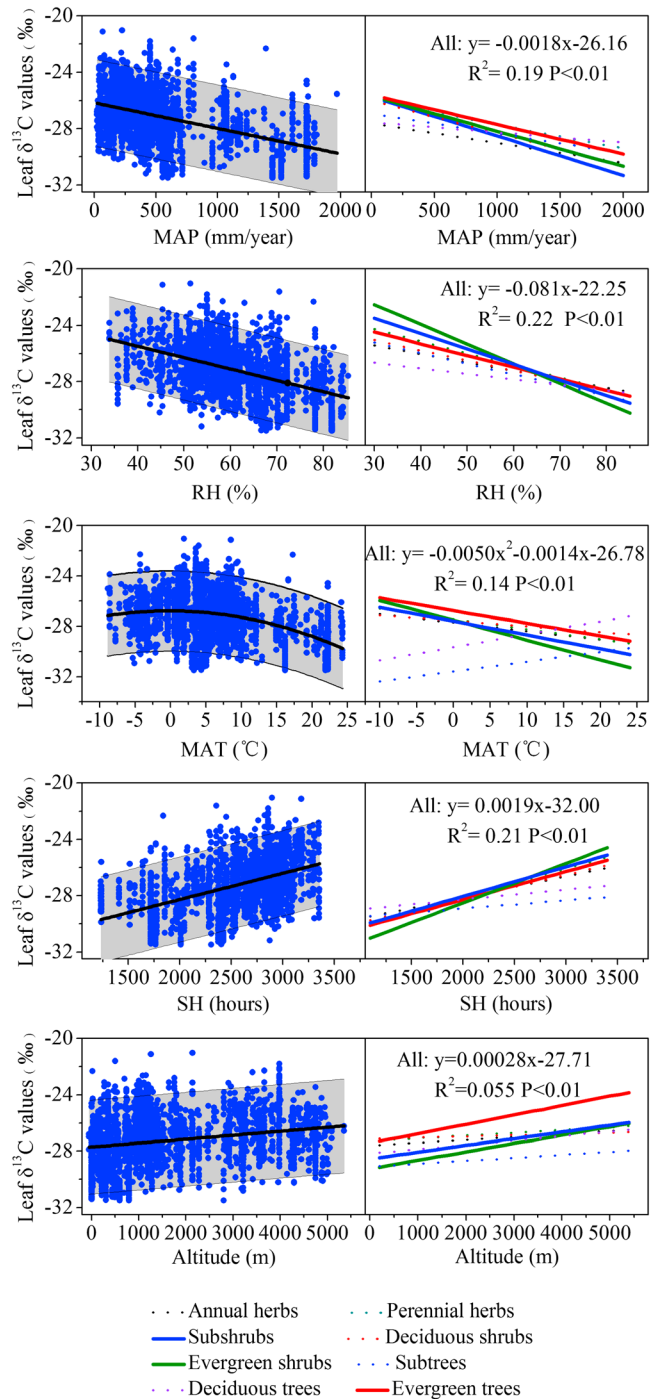 Leaf δ13C values (‰)
-20
-24
-28
-32
All: y= -0.0018x-26.16
R2= 0.19 P<0.01
0 500 1000 1500 2000 500 1000 1500 2000
MAP (mm/year) MAP (mm/year)
Leaf δ13C values (‰)
-20
-24
-28
-32
All: y= -0.081x-22.25
R2= 0.22 P<0.01
30 40 50 60 70 80 30 40 50 60 70 80
RH (%) RH (%)
Leaf δ13C values (‰)
-20
-24
-28
-32
All: y= -0.0050x2-0.0014x-26.78
R2= 0.14 P<0.01
-10 -5 0 5 10 15 20 25 -10 -5 0 5 10 15 20 25
MAT (℃) MAT (℃)
Leaf δ13C values (‰)
-20
-24
-28
-32
All: y= 0.0019x-32.00
R2= 0.21 P<0.01
1500 2000 2500 3000 3500 1500 2000 2500 3000 3500
SH (hours) SH (hours)
Leaf δ13C values (‰)
-20
-24
-28
-32
All: y=0.00028x-27.71
R2=0.055 P<0.01
0 1000 2000 3000 4000 5000 0 1000 2000 3000 4000 5000
Altitude (m) Altitude (m)
Annual herbs Perennial herbs
Subshrubs Deciduous shrubs
Evergreen shrubs Subtrees
Deciduous trees Evergreen trees